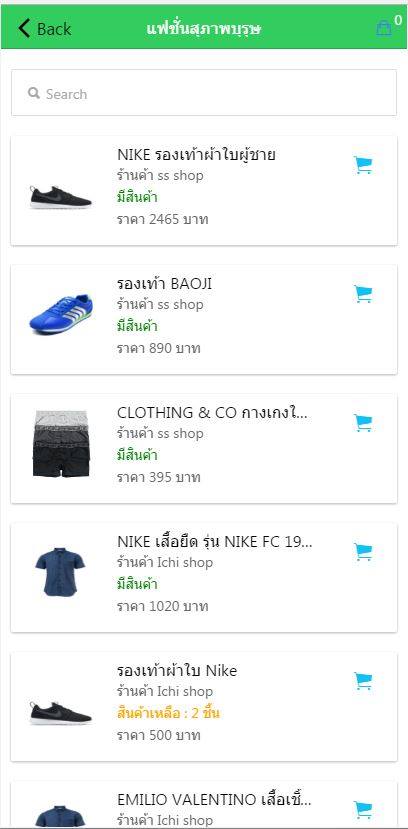 Back
แฟชั่นสุภาพบุรุษ
0
Search
NIKE รองเท้าผ้าใบผู้ชาย
ร้านค้า ss shop
มีสินค้า
ราคา 2465 บาท
รองเท้า BAOJI
ร้านค้า ss shop
มีสินค้า
ราคา 890 บาท
CLOTHING & CO กางเกงใ...
ร้านค้า ss shop
มีสินค้า
ราคา 395 บาท
NIKE เสื้อยืด รุ่น NIKE FC 19...
ร้านค้า Ichi shop
มีสินค้า
ราคา 1020 บาท
รองเท้าผ้าใบ Nike
ร้านค้า Ichi shop
สินค้าเหลือ : 2 ชิ้น
ราคา 500 บาท
EMILIO VALENTINO เสื้อเชิ้...
ร้านค้า Ichi shop